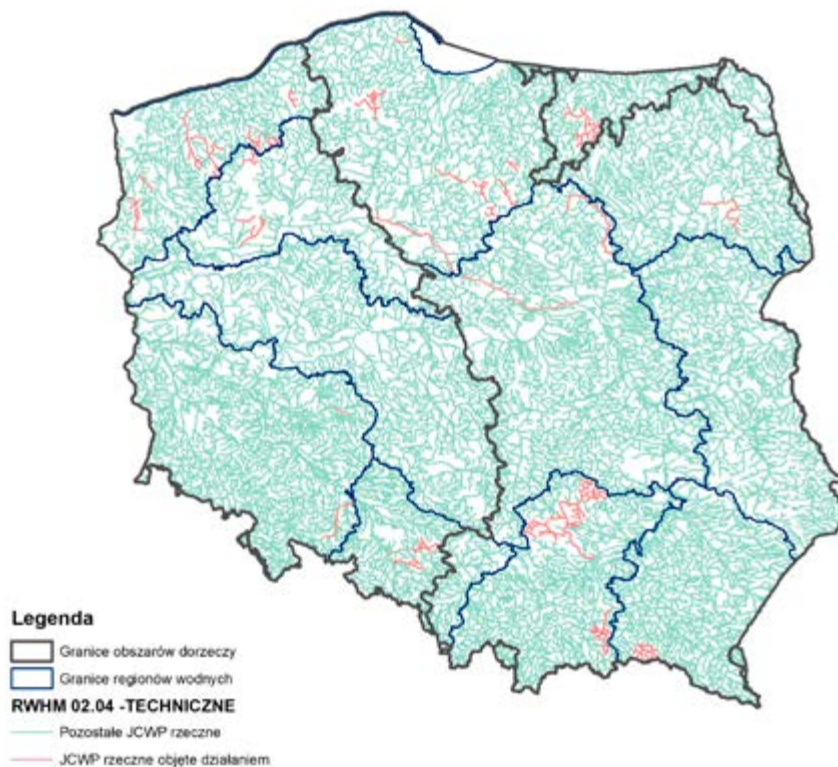 Legenda
Granice obszarów dorzeczy
Granice regionów wodnych
RWHM 02.04 -TECHNICZNE
Pozostałe JCWP rzeczne
JCWP rzeczne objęte działaniem